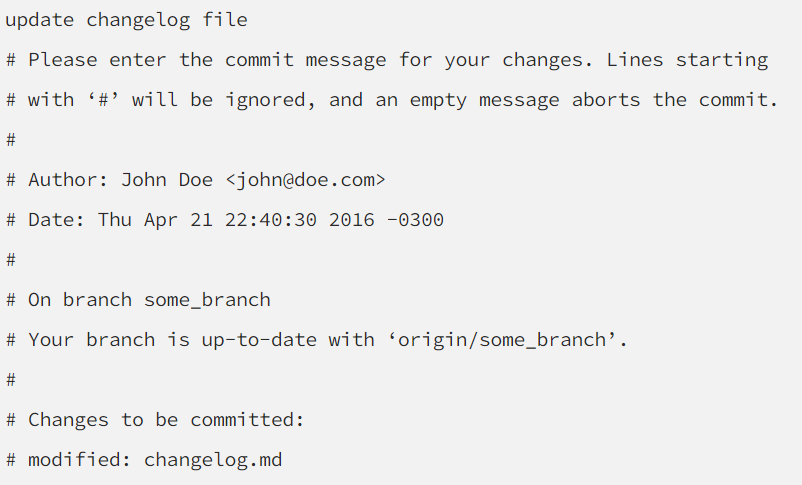 update changelog file
# Please enter the commit message for your changes. Lines starting
# with ‘#’ will be ignored, and an empty message aborts the commit.
#
# Author: John Doe <john@doe.com>
# Date: Thu Apr 21 22:40:30 2016 -0300
#
# On branch some_branch
# Your branch is up-to-date with ‘origin/some_branch’.
#
# Changes to be committed:
# modified: changelog.md